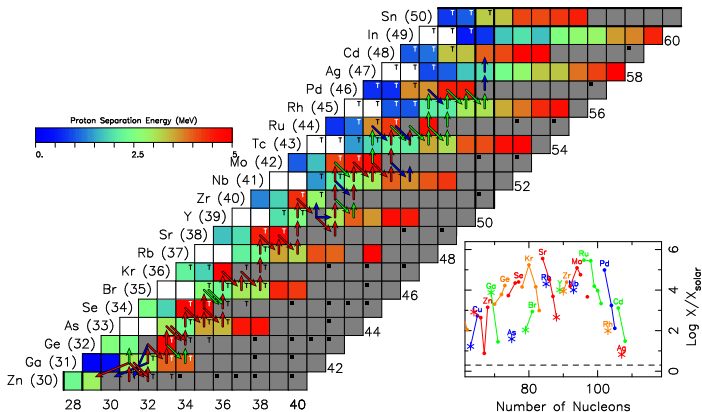 Sn (50)
In (49)
60
Cd (48)
Ag (47)
58
Pd (46)
Rh (45)
56
Ru (44)
Proton Separation Energy (MeV)
Tc (43)
54
0. 2.5 5
Mo (42)
Nb (41)
52
Zr (40)
Y (39)
50
Sr (38)
Rb (37)
48
Kr (36)
Br (35)
46
Se (34)
As (33)
44
Ge (32)
Ga (31)
42
Zn (30)
28 30 32 34 36 38 40
Log X/Xsolar
6
4
2
0
80 100
Number of Nucleons
Cu
Zn
Ga
Se
As
Br
Kr
Sr
Rb
Y
Zr
Nb
Mo
Ru
Rh
Pd
Ag
Cd